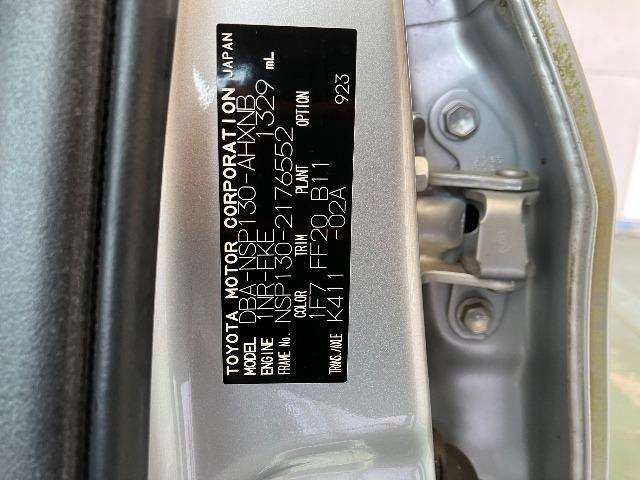 TOYOTA MOTOR CORPORATION JAPAN
MODEL DBA-NSP130-AHXNB
ENGINE 1NR-FKE 1329 mL
FRAME No. NSP130-2176552
COLOR TRIM PLANT OPTION
1F7 FF20 B11
TRANS./AXLE K411 -02A 923